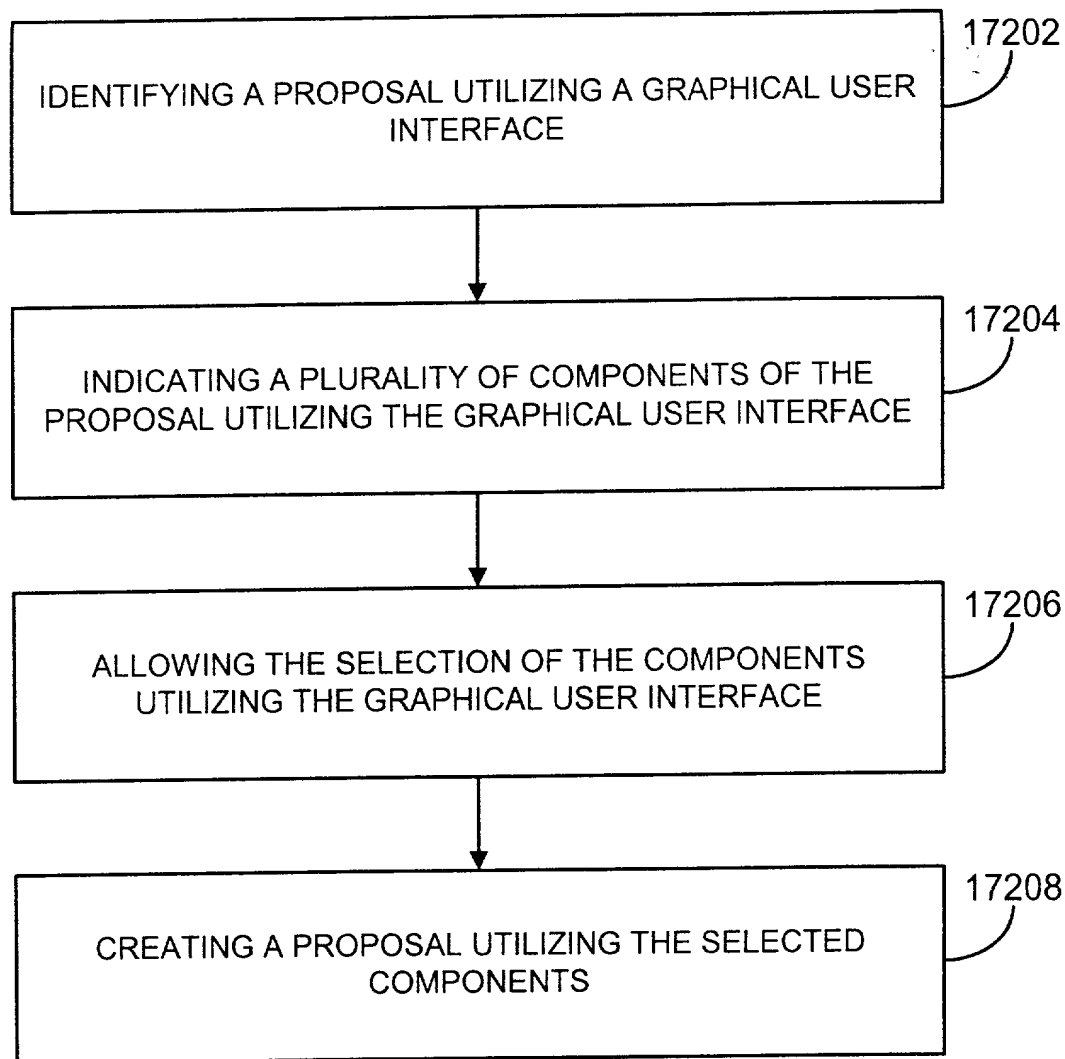 17202
IDENTIFYING A PROPOSAL UTILIZING A GRAPHICAL USER
INTERFACE
17204
INDICATING A PLURALITY OF COMPONENTS OF THE
PROPOSAL UTILIZING THE GRAPHICAL USER INTERFACE
17206
ALLOWING THE SELECTION OF THE COMPONENTS
UTILIZING THE GRAPHICAL USER INTERFACE
17208
CREATING A PROPOSAL UTILIZING THE SELECTED
COMPONENTS